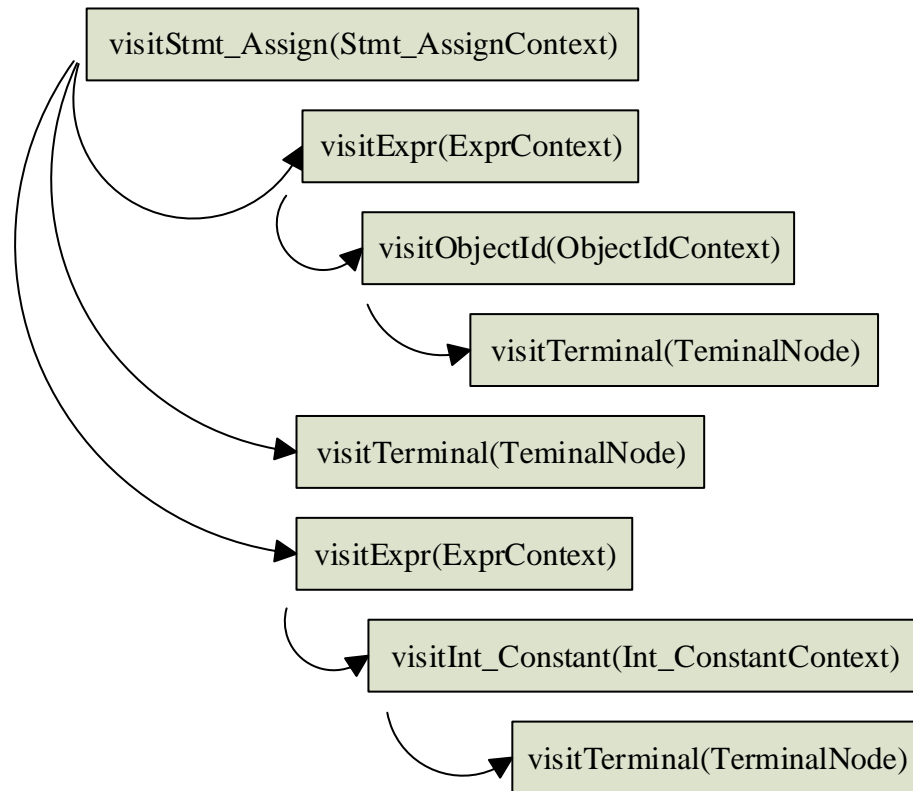 visitStmt_Assign(Stmt_AssignContext)
visitExpr(ExprContext)
visitObjectId(ObjectIdContext)
visitTerminal(TeminalNode)
visitTerminal(TeminalNode)
visitExpr(ExprContext)
visitInt_Constant(Int_ConstantContext)
visitTerminal(TerminalNode)